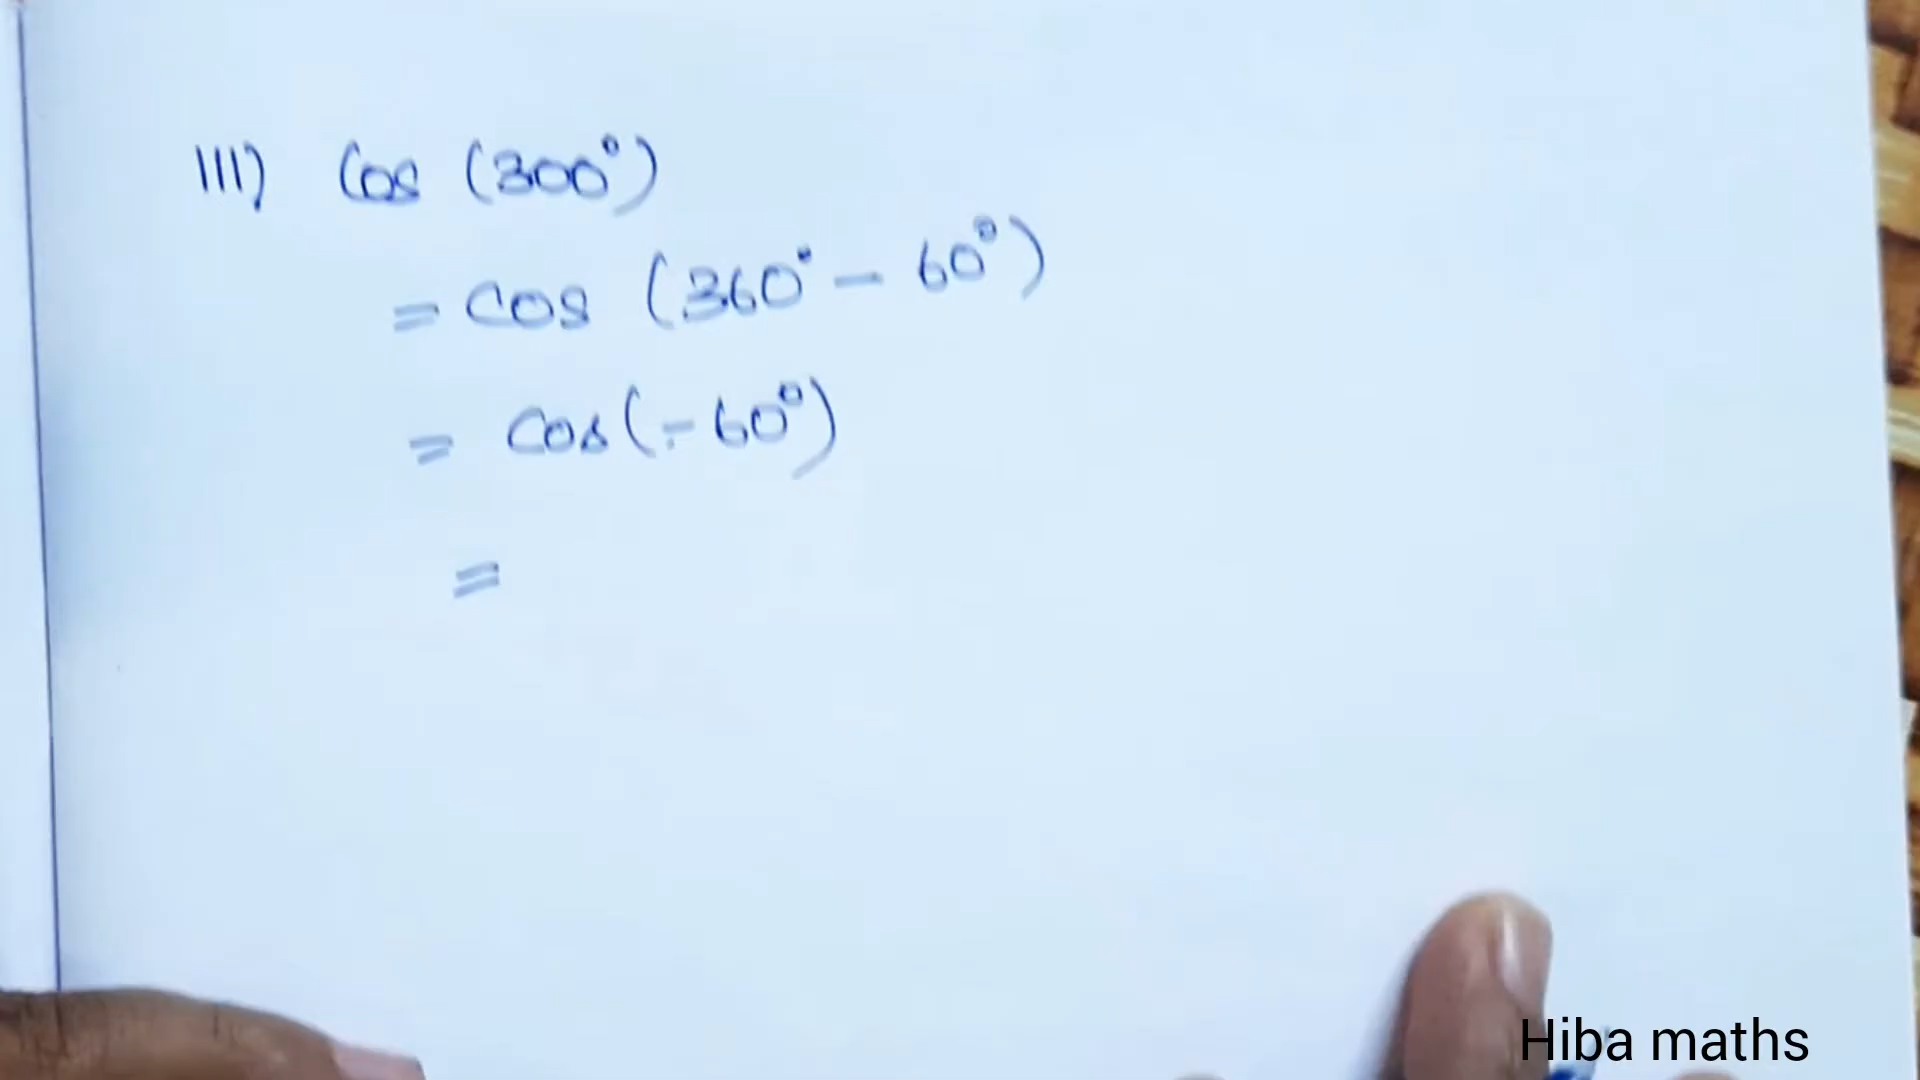 III) Cos (300°)
= cos (360° - 60°)
= Cos(-60°)
=
Hiba maths